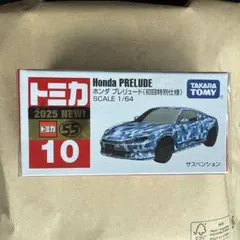 トミカ
2025 NEW!
トミカ 55
10
Honda PRELUDE
ホンダ プレリュード(初回特別仕様)
SCALE 1/64
TAKARA TOMY
サスペンション
FSC